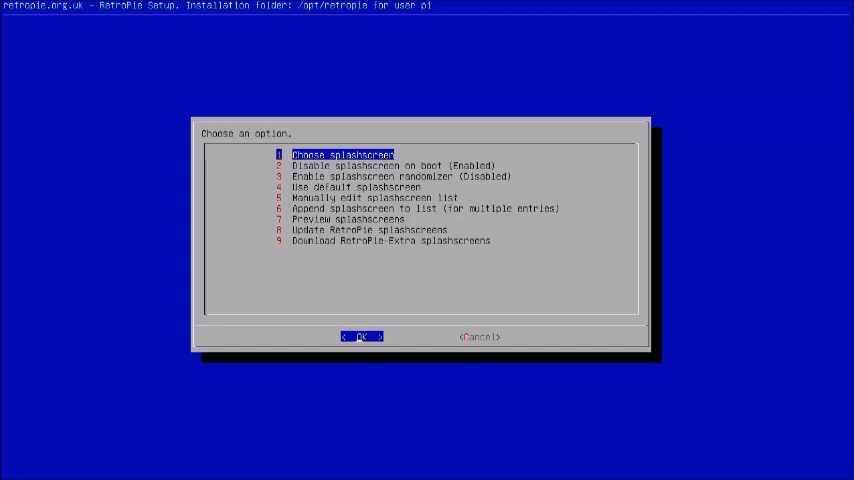 retropie.org.uk - RetroPie Setup. Installation folder: /opt/retropie for user pi
Choose an option.
1 Choose splashscreen
2 Disable splashscreen on boot (Enabled)
3 Enable splashscreen randomizer (Disabled)
4 Use default splashscreen
5 Manually edit splashscreen list
6 Append splashscreen to list (for multiple entries)
7 Preview splashscreens
8 Update RetroPie splashscreens
9 Download RetroPie-Extra splashscreens
< OK > <Cancel>